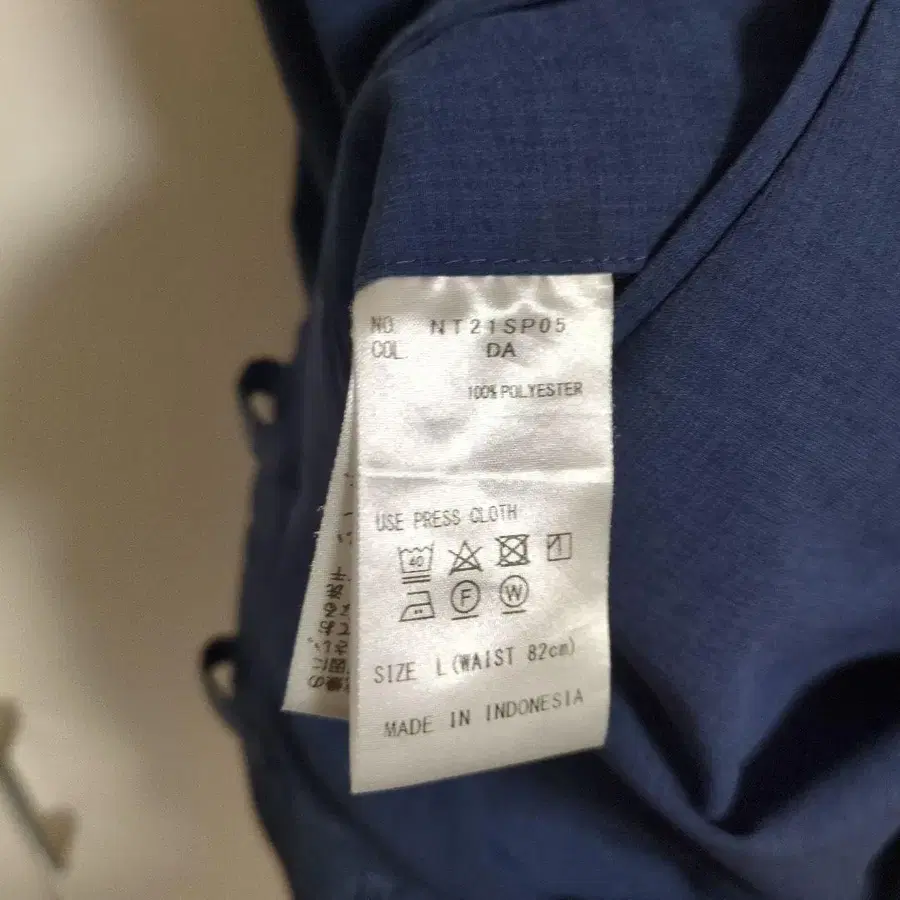 NO. NT21SP05
COL. DA
100% POLYESTER
USE PRESS CLOTH
40
F W
SIZE L(WAIST 82cm)
MADE IN INDONESIA